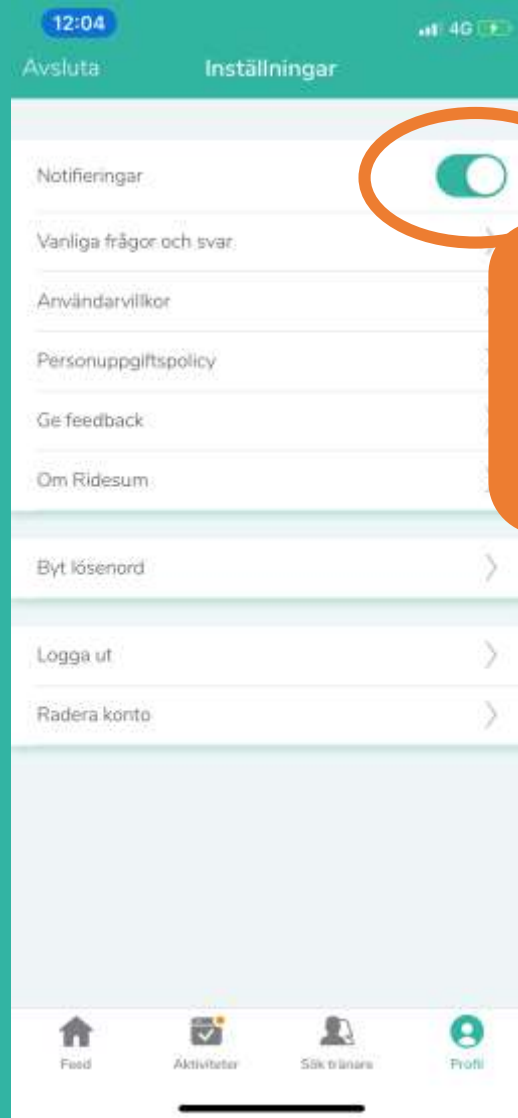 12:04
4G
Avsluta
Inställningar
Notifieringar
Vanliga frågor och svar
Användarvillkor
Personuppgiftspolicy
Ge feedback
Om Ridesum
Byt lösenord
Logga ut
Radera konto
Feed
Aktiviteter
Sök tränare
Profil